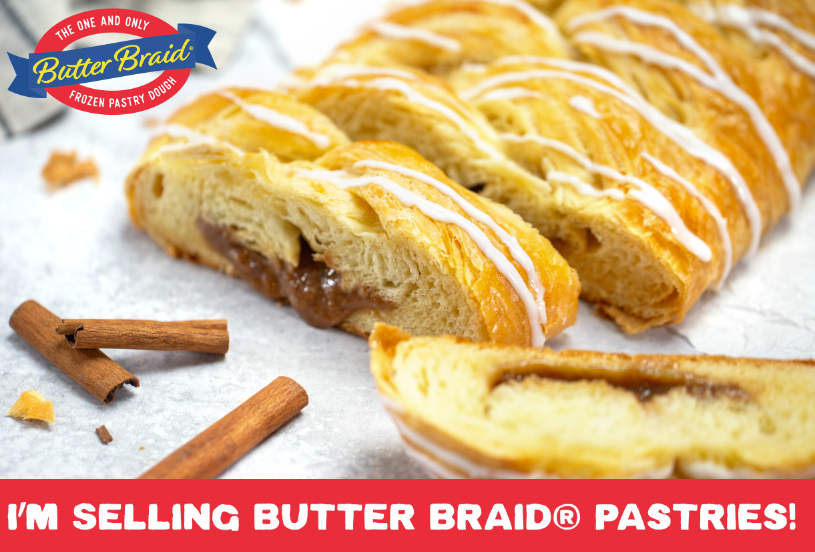 THE ONE AND ONLY
Butter Braid®
FROZEN PASTRY DOUGH
I'M SELLING BUTTER BRAID® PASTRIES!